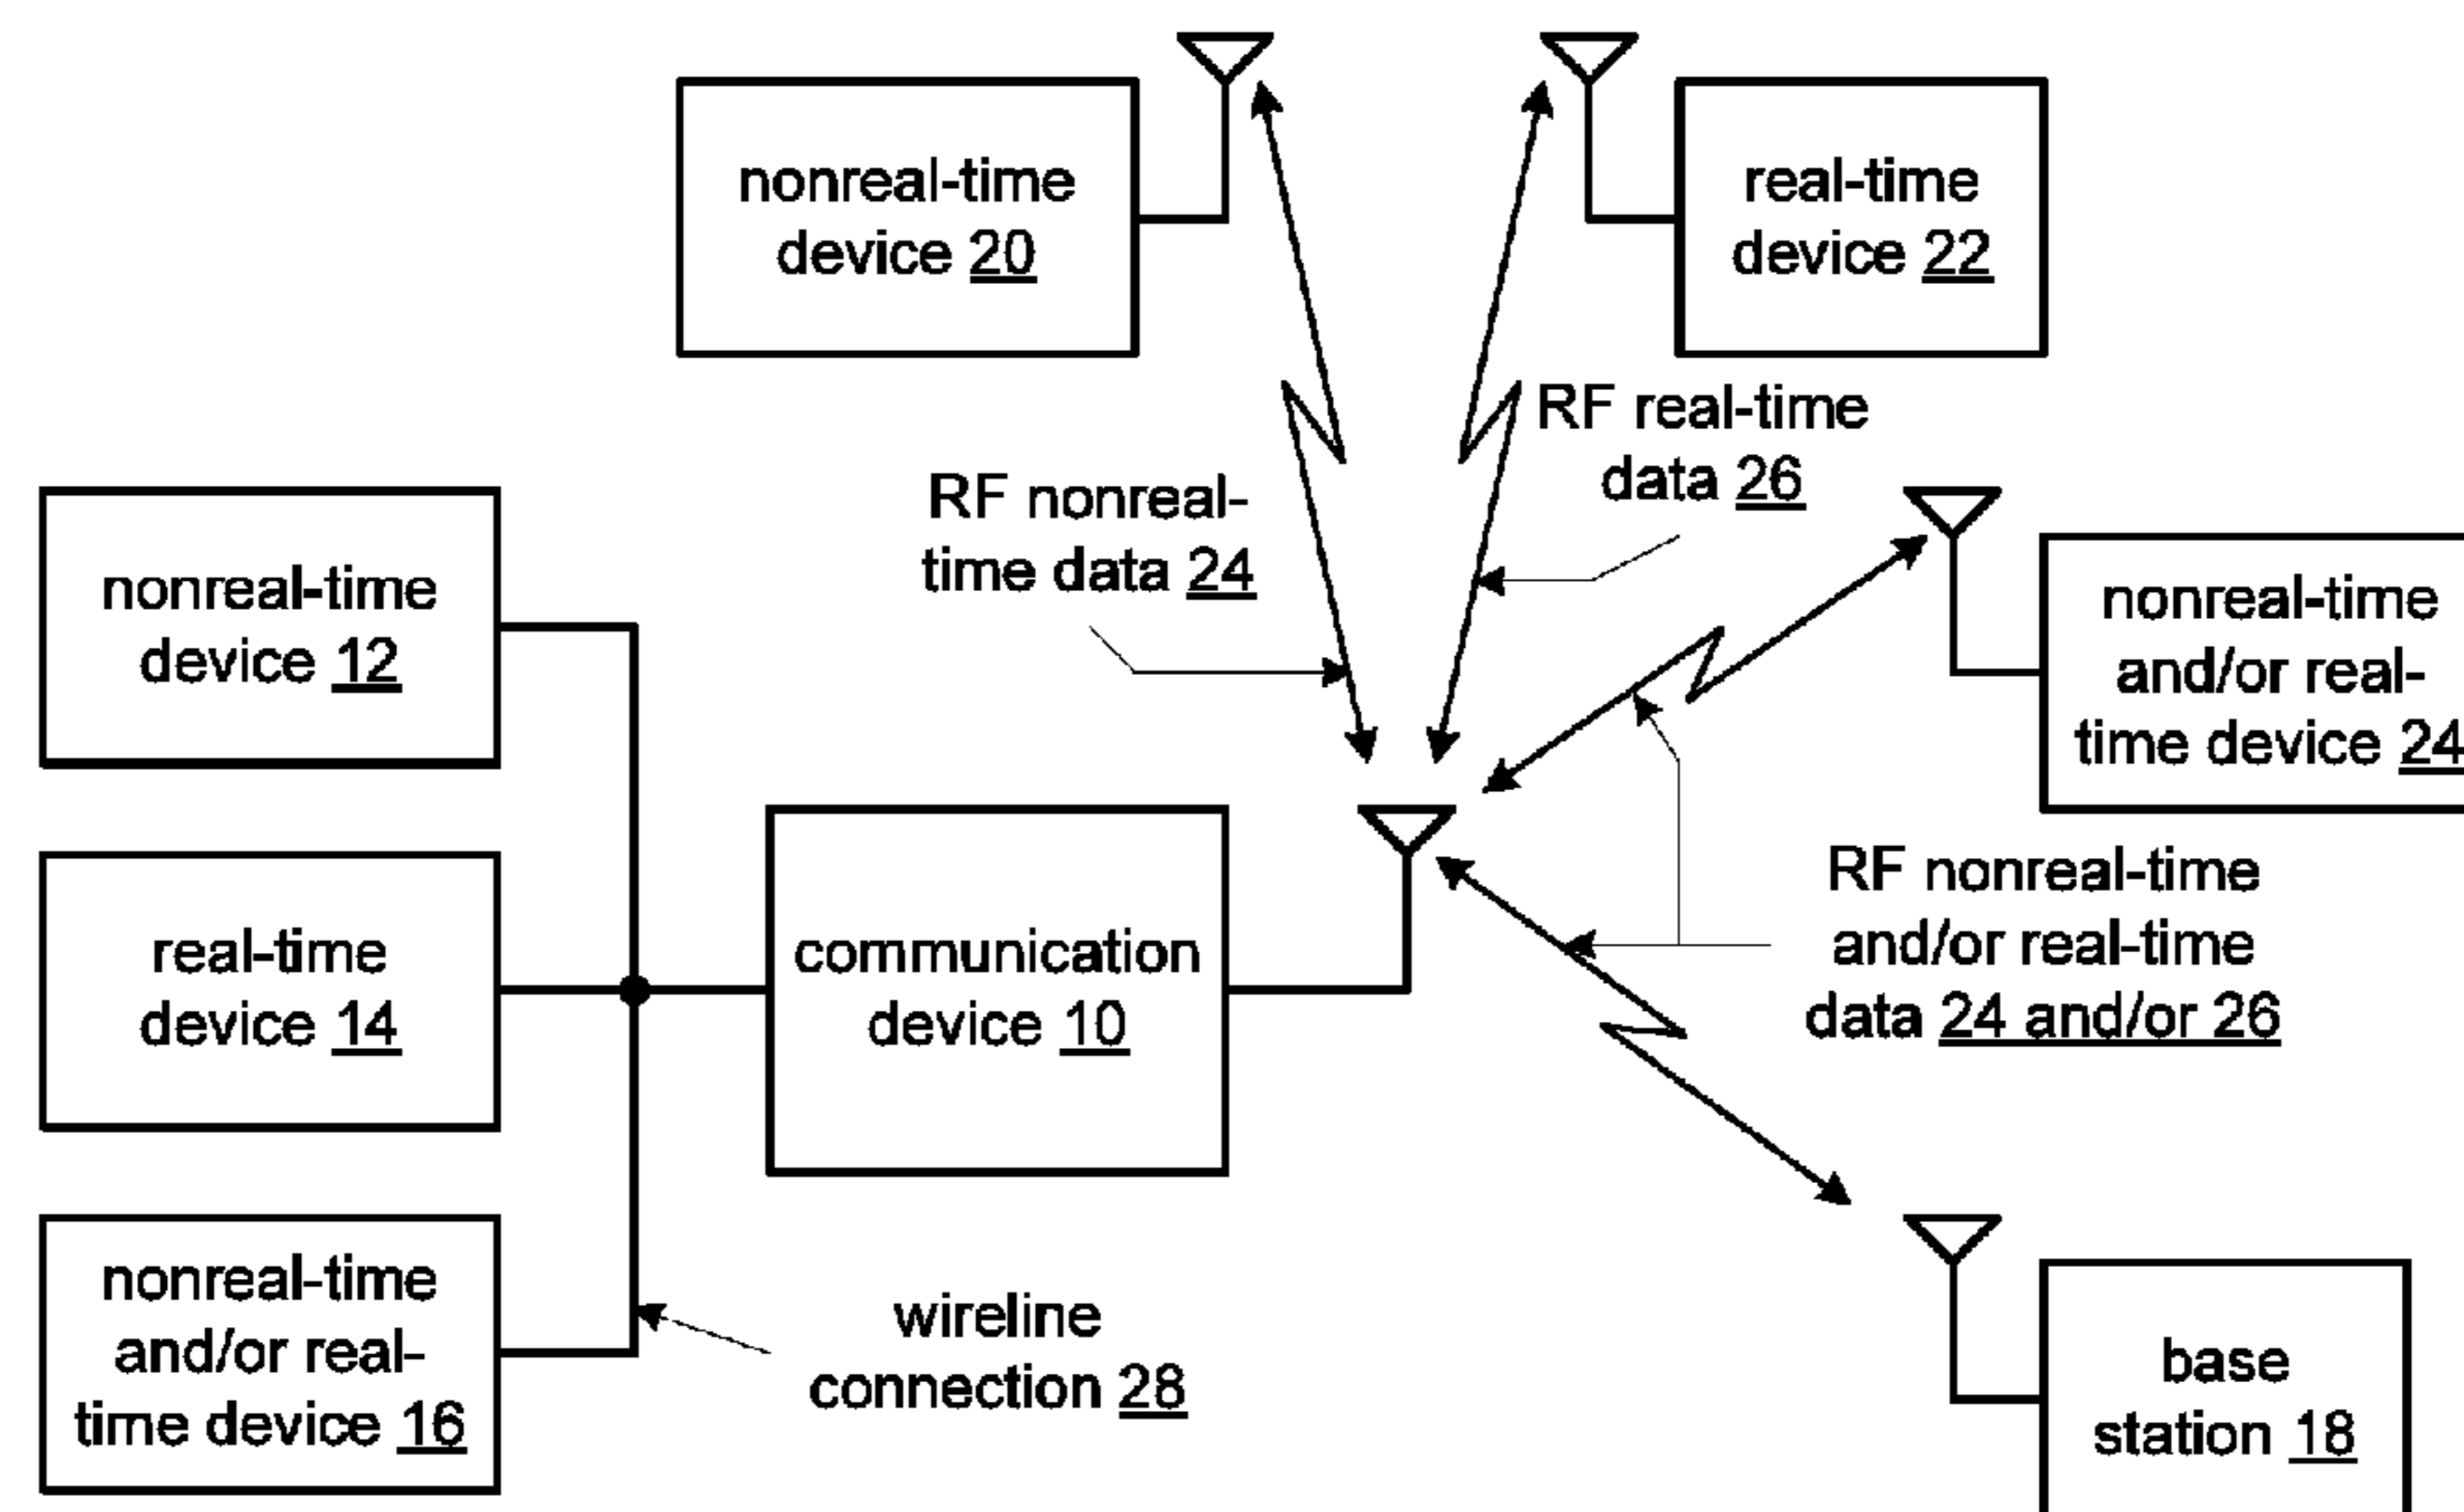 nonreal-time
device 20
real-time
device 22
RF real-time
data 26
RF nonreal-
time data 24
nonreal-time
device 12
nonreal-time
and/or real-
time device 24
real-time
device 14
communication
device 10
RF nonreal-time
and/or real-time
data 24 and/or 26
nonreal-time
and/or real-
time device 16
wireline
connection 28
base
station 18